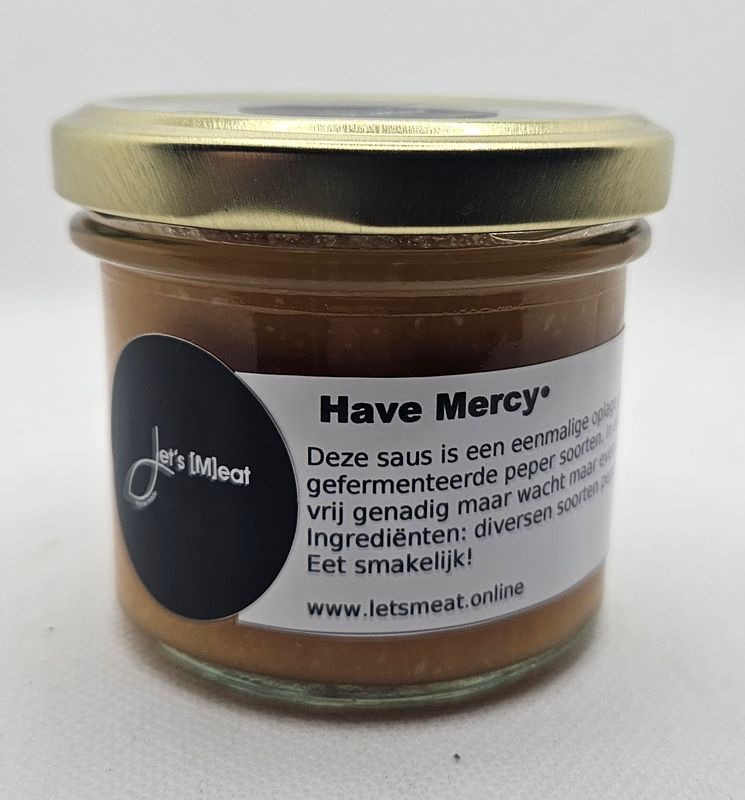 Let's [M]eat
Have Mercy•
Deze saus is een eenmalige oplage
gefermenteerde peper soorten. In
vrij genadig maar wacht maar
Ingrediënten: diversen soorten
Eet smakelijk!
www.letsmeat.online